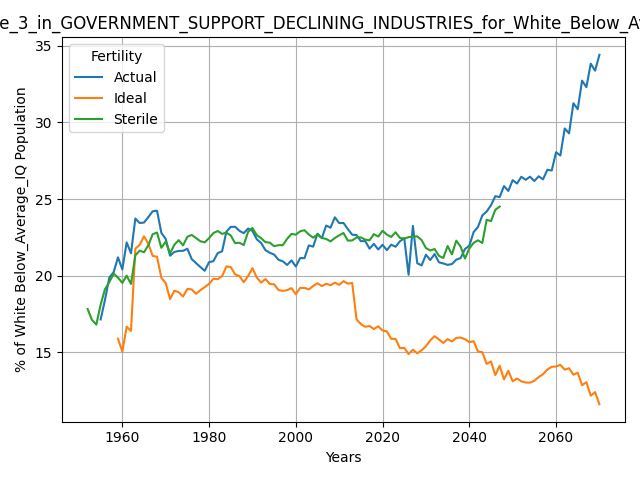 e_3_in_GOVERNMENT_SUPPORT_DECLINING_INDUSTRIES_for_White_Below_A
Fertility
Actual
Ideal
Sterile
% of White Below_Average_IQ Population
35
30
25
20
15
1960
1980
2000
2020
2040
2060
Years